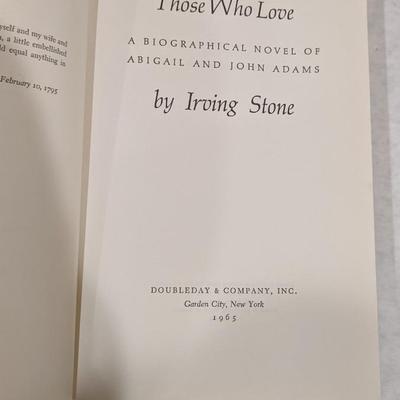 yself and my wife and
, a little embellished
ld equal anything in
February 10, 1795
Those Who Love
A BIOGRAPHICAL NOVEL OF
ABIGAIL AND JOHN ADAMS
by Irving Stone
DOUBLEDAY & COMPANY, INC.
Garden City, New York
1965